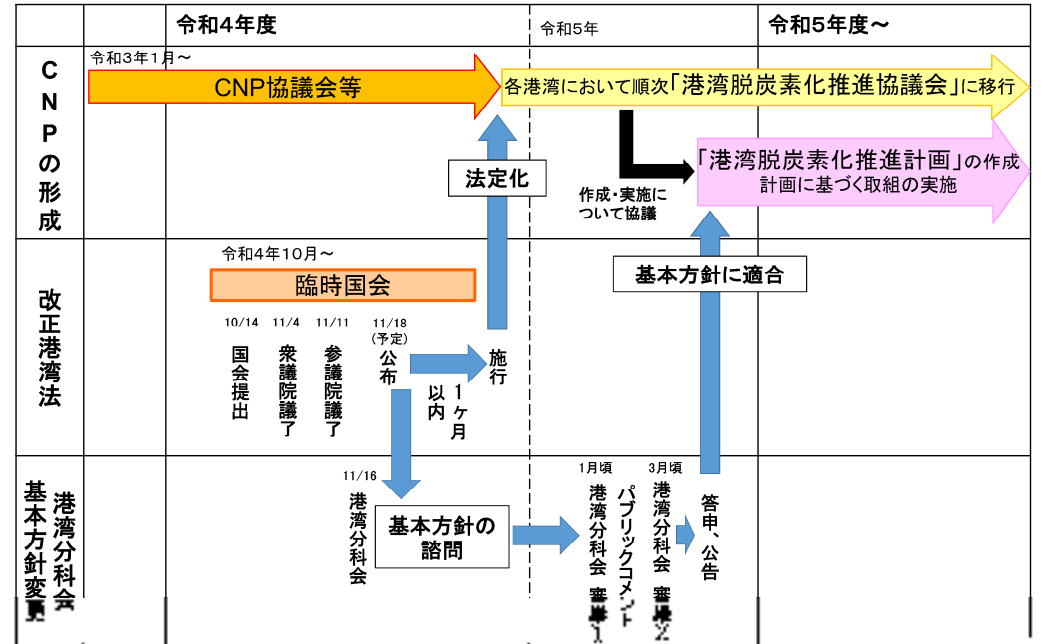 令和４年度
令和５年
令和５年度～
ＣＮＰの形成
令和３年１月～
CNP協議会等
各港湾において順次「港湾脱炭素化推進協議会」に移行
法定化
作成・実施に
ついて協議
「港湾脱炭素化推進計画」の作成
計画に基づく取組の実施
改正港湾法
令和４年１０月～
臨時国会
基本方針に適合
10/14
国会提出
11/4
衆議院議了
11/11
参議院議了
11/18
(予定)
公布
１ヶ月
以内
施行
港湾分科会
基本方針変更
11/16
港湾分科会
基本方針の
諮問
1月頃
港湾分科会
パブリックコメント
3月頃
港湾分科会
答申、公告